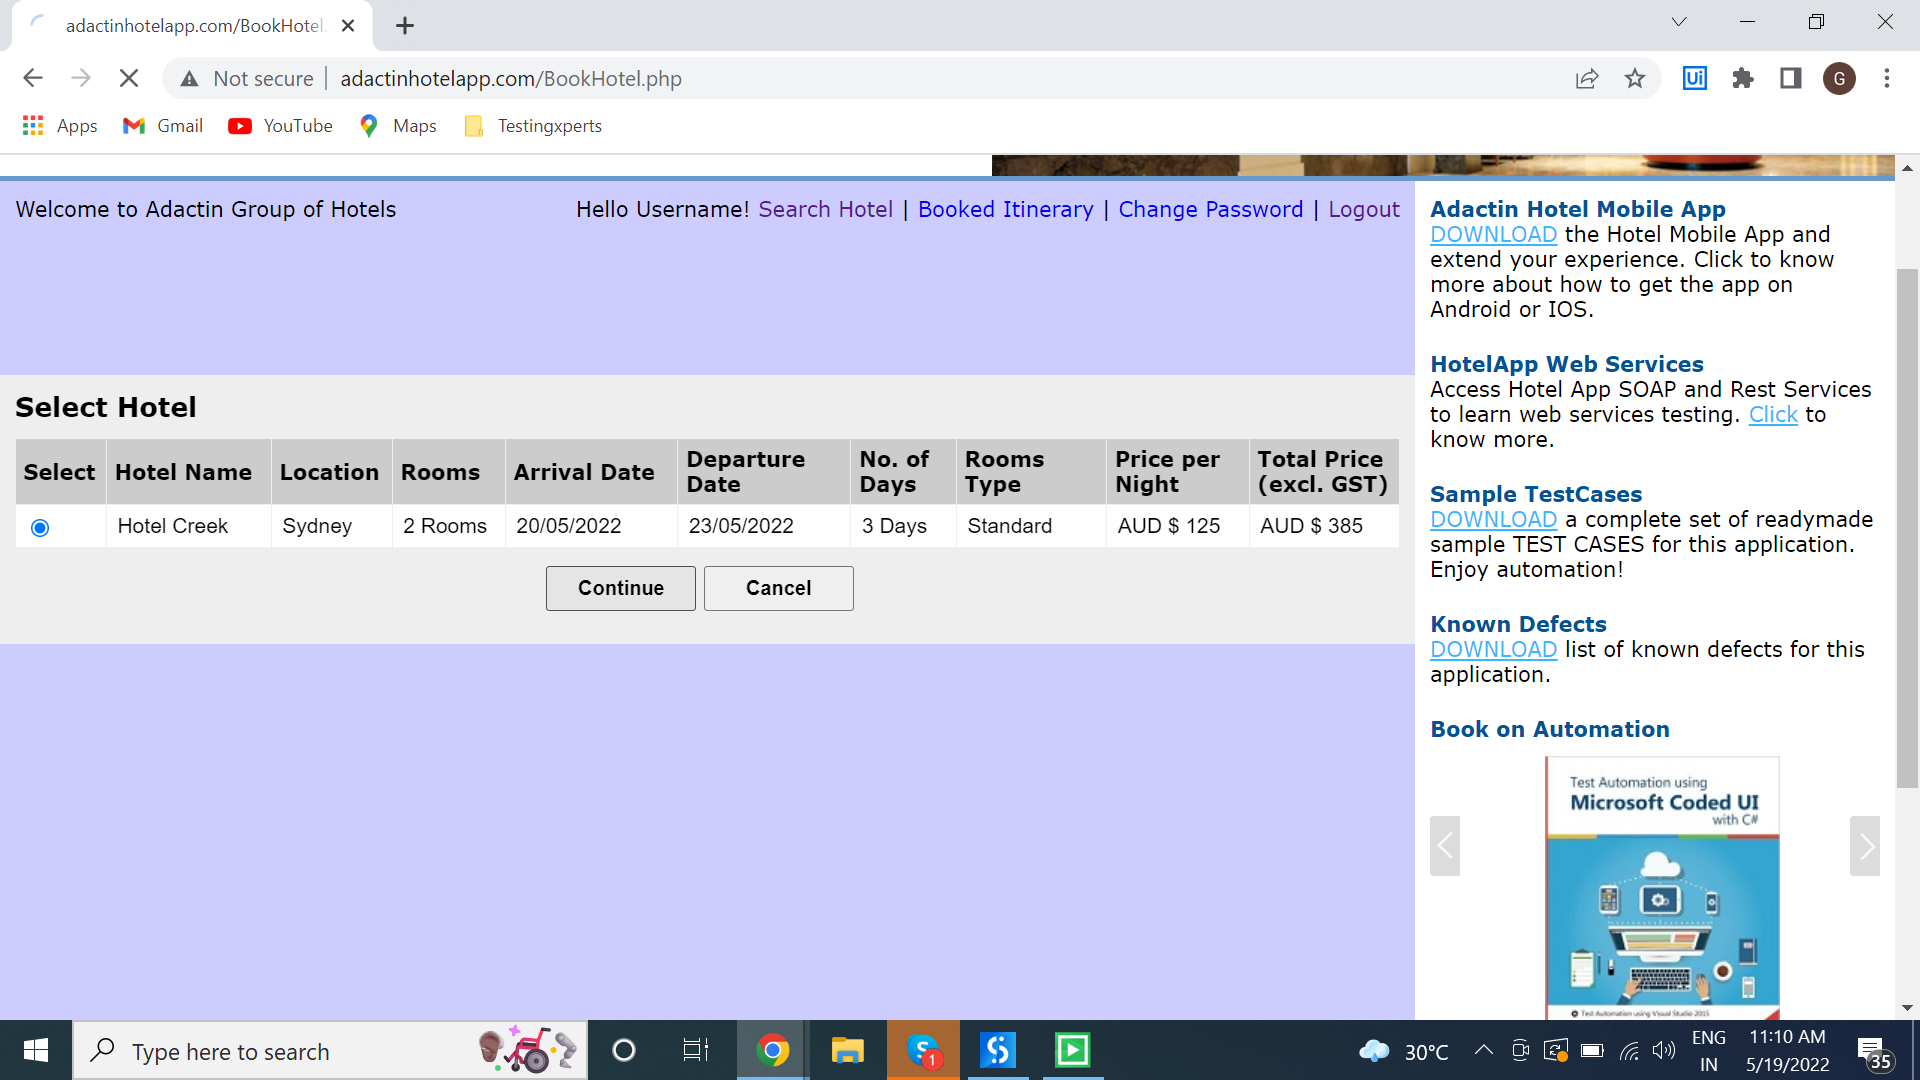 adactinhotelapp.com/BookHotel.
Not secure adactinhotelapp.com/BookHotel.php
Ui
G
Apps Gmail YouTube Maps Testingxperts
Welcome to Adactin Group of Hotels
Hello Username! Search Hotel | Booked Itinerary | Change Password | Logout
Select Hotel
Select Hotel Name Location Rooms Arrival Date Departure Date No. of Days Rooms Type Price per Night Total Price (excl. GST)
Hotel Creek Sydney 2 Rooms 20/05/2022 23/05/2022 3 Days Standard AUD $ 125 AUD $ 385
Continue Cancel
Adactin Hotel Mobile App
DOWNLOAD the Hotel Mobile App and
extend your experience. Click to know
more about how to get the app on
Android or IOS.
HotelApp Web Services
Access Hotel App SOAP and Rest Services
to learn web services testing. Click to
know more.
Sample TestCases
DOWNLOAD a complete set of readymade
sample TEST CASES for this application.
Enjoy automation!
Known Defects
DOWNLOAD list of known defects for this
application.
Book on Automation
Test Automation using
Microsoft Coded UI
with C#
Test Automation using Visual Studio 2015
Type here to search
S 1
30°C
ENG
IN
11:10 AM
5/19/2022
35